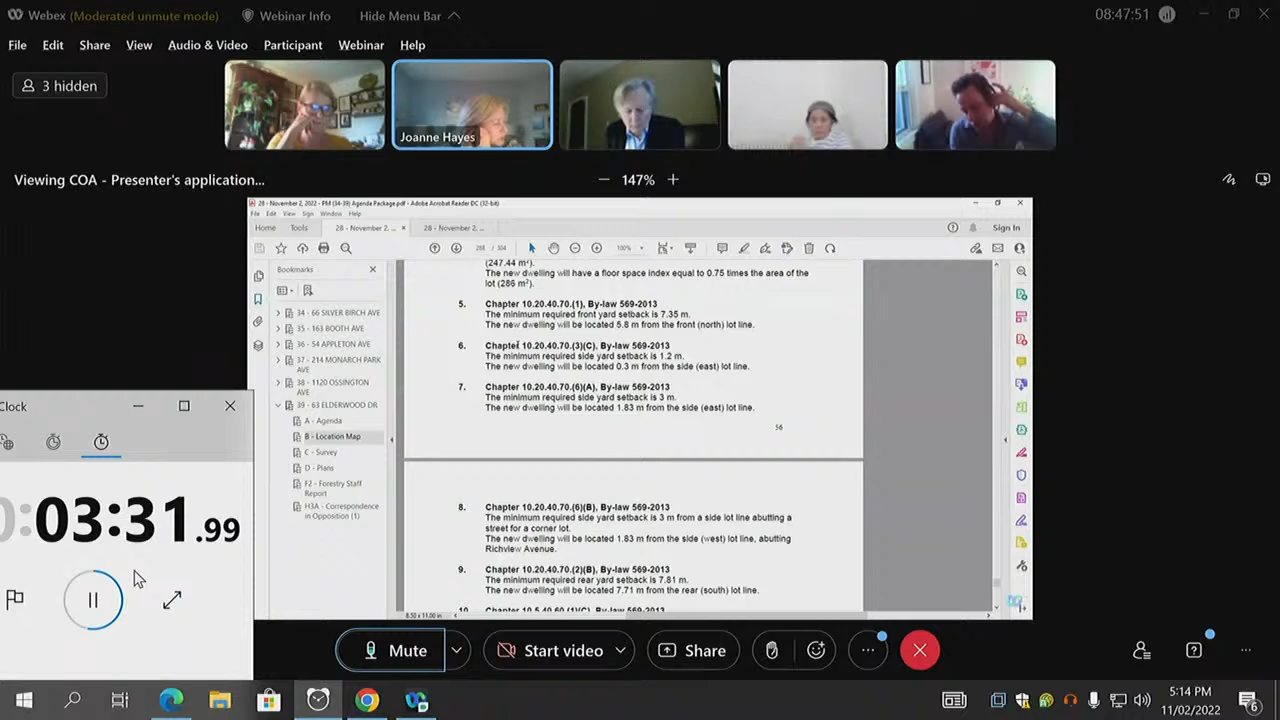 Webex (Moderated unmute mode) Webinar Info Hide Menu Bar 08:47:51
File Edit Share View Audio & Video Participant Webinar Help
3 hidden
Joanne Hayes
Viewing COA - Presenter's application...
147%
28 - November 2, 2022 - PM (34-39) Agenda Package.pdf - Adobe Acrobat Reader DC (32-bit)
File Edit View Sign Window Help
Home Tools 28 - November 2, ... × 28 - November 2, ... Sign In
288 / 304 100%
Bookmarks
34 - 66 SILVER BIRCH AVE
35 - 163 BOOTH AVE
36 - 54 APPLETON AVE
37 - 214 MONARCH PARK
AVE
38 - 1120 OSSINGTON
AVE
39 - 63 ELDERWOOD DR
A - Agenda
B - Location Map
C - Survey
D - Plans
F2 - Forestry Staff
Report
H3A - Correspondence
in Opposition (1)
(247.44 m²).
The new dwelling will have a floor space index equal to 0.75 times the area of the
lot (286 m²).
5. Chapter 10.20.40.70.(1), By-law 569-2013
The minimum required front yard setback is 7.35 m.
The new dwelling will be located 5.8 m from the front (north) lot line.
6. Chapter 10.20.40.70.(3)(C), By-law 569-2013
The minimum required side yard setback is 1.2 m.
The new dwelling will be located 0.3 m from the side (east) lot line.
7. Chapter 10.20.40.70.(6)(A), By-law 569-2013
The minimum required side yard setback is 3 m.
The new dwelling will be located 1.83 m from the side (east) lot line.
56
8. Chapter 10.20.40.70.(6)(B), By-law 569-2013
The minimum required side yard setback is 3 m from a side lot line abutting a
street for a corner lot.
The new dwelling will be located 1.83 m from the side (west) lot line, abutting
Richview Avenue.
9. Chapter 10.20.40.70.(2)(B), By-law 569-2013
The minimum required rear yard setback is 7.81 m.
The new dwelling will be located 7.71 m from the rear (south) lot line.
10. Chapter 10.5.40.60.(1)(C), By-law 569-2013
8.50 x 11.00 in
Clock
0:03:31.99
Mute Start video Share
5:14 PM
11/02/2022
6